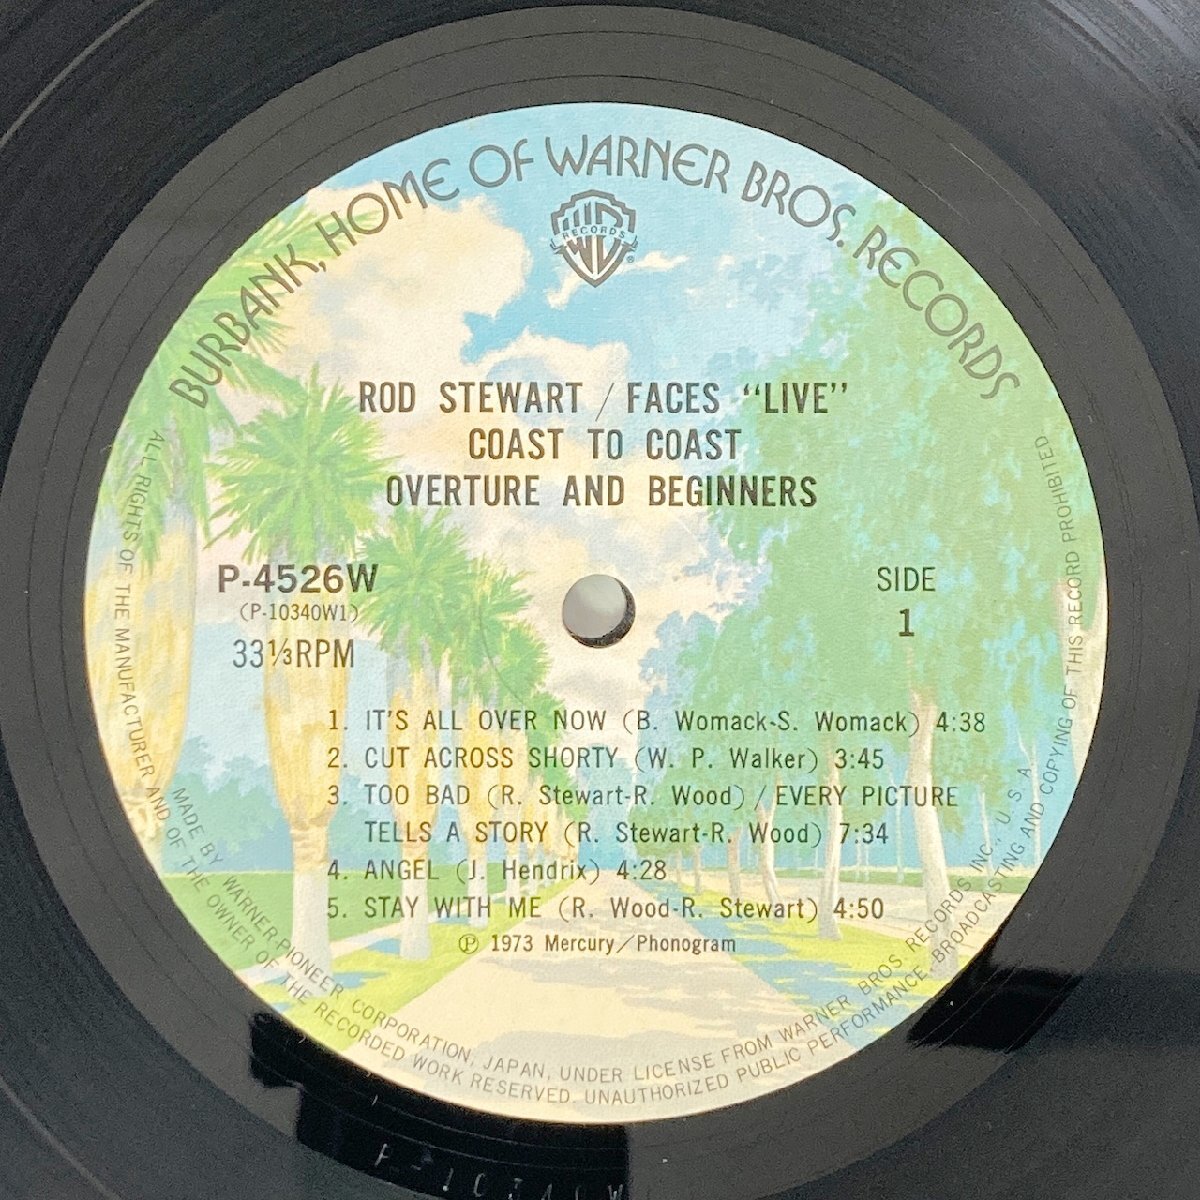 BURBANK, HOME OF WARNER BROS. RECORDS
RECORDS
®
ROD STEWART / FACES “LIVE”
COAST TO COAST
OVERTURE AND BEGINNERS
P-4526W
(P-10340W1)
33⅓RPM
SIDE
1
1. IT'S ALL OVER NOW (B. Womack-S. Womack) 4:38
2. CUT ACROSS SHORTY (W. P. Walker) 3:45
3. TOO BAD (R. Stewart-R. Wood) / EVERY PICTURE
TELLS A STORY (R. Stewart-R. Wood) 7:34
4. ANGEL (J. Hendrix) 4:28
5. STAY WITH ME (R. Wood-R. Stewart) 4:50
Ⓟ 1973 Mercury/Phonogram
MADE BY WARNER-PIONEER CORPORATION, JAPAN, UNDER LICENSE FROM WARNER BROS RECORDS INC., U. S. A.
ALL RIGHTS OF THE MANUFACTURER AND OF THE OWNER OF THE RECORDED WORK RESERVED. UNAUTHORIZED PUBLIC PERFORMANCE, BROADCASTING AND COPYING OF THIS RECORD PROHIBITED